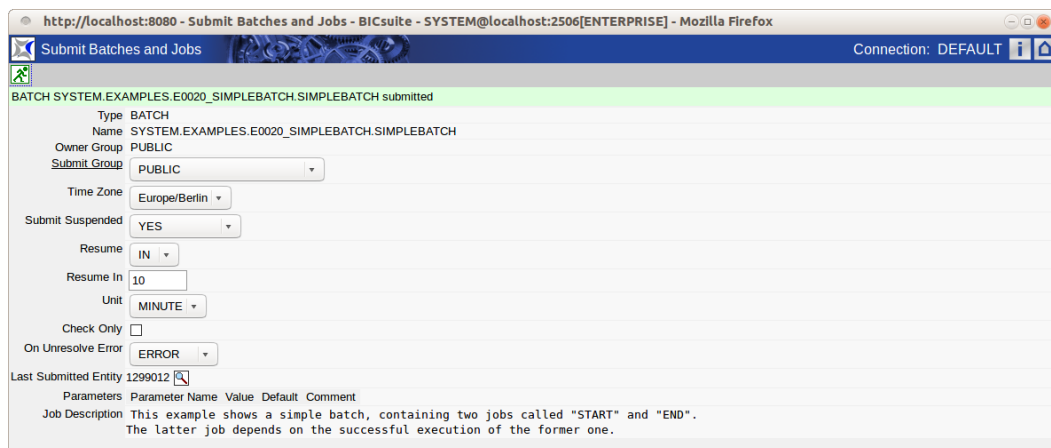 http://localhost:8080 - Submit Batches and Jobs - BICsuite - SYSTEM@localhost:2506[ENTERPRISE] - Mozilla Firefox
Submit Batches and Jobs Connection: DEFAULT
BATCH SYSTEM.EXAMPLES.E0020_SIMPLEBATCH.SIMPLEBATCH submitted
Type BATCH
Name SYSTEM.EXAMPLES.E0020_SIMPLEBATCH.SIMPLEBATCH
Owner Group PUBLIC
Submit Group PUBLIC
Time Zone Europe/Berlin
Submit Suspended YES
Resume IN
Resume In 10
Unit MINUTE
Check Only
On Unresolve Error ERROR
Last Submitted Entity 1299012
Parameters Parameter Name Value Default Comment
Job Description This example shows a simple batch, containing two jobs called "START" and "END".
The latter job depends on the successful execution of the former one.